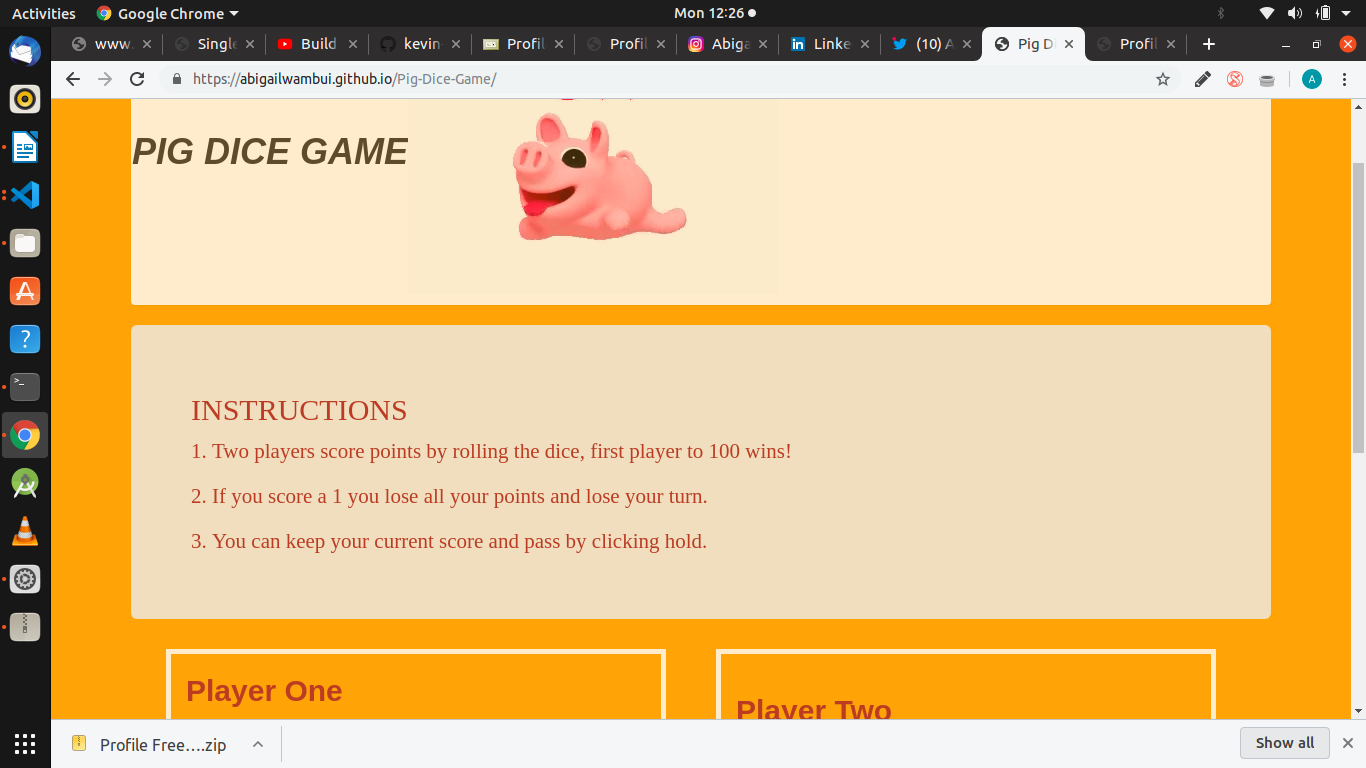 Activities Google Chrome Mon 12:26
www. Single Build kevin- Profil Profil Abiga Linke (10) A Pig D Profil
https://abigailwambui.github.io/Pig-Dice-Game/ A
PIG DICE GAME
INSTRUCTIONS
1. Two players score points by rolling the dice, first player to 100 wins!
2. If you score a 1 you lose all your points and lose your turn.
3. You can keep your current score and pass by clicking hold.
Player One
Player Two
Profile Free….zip Show all